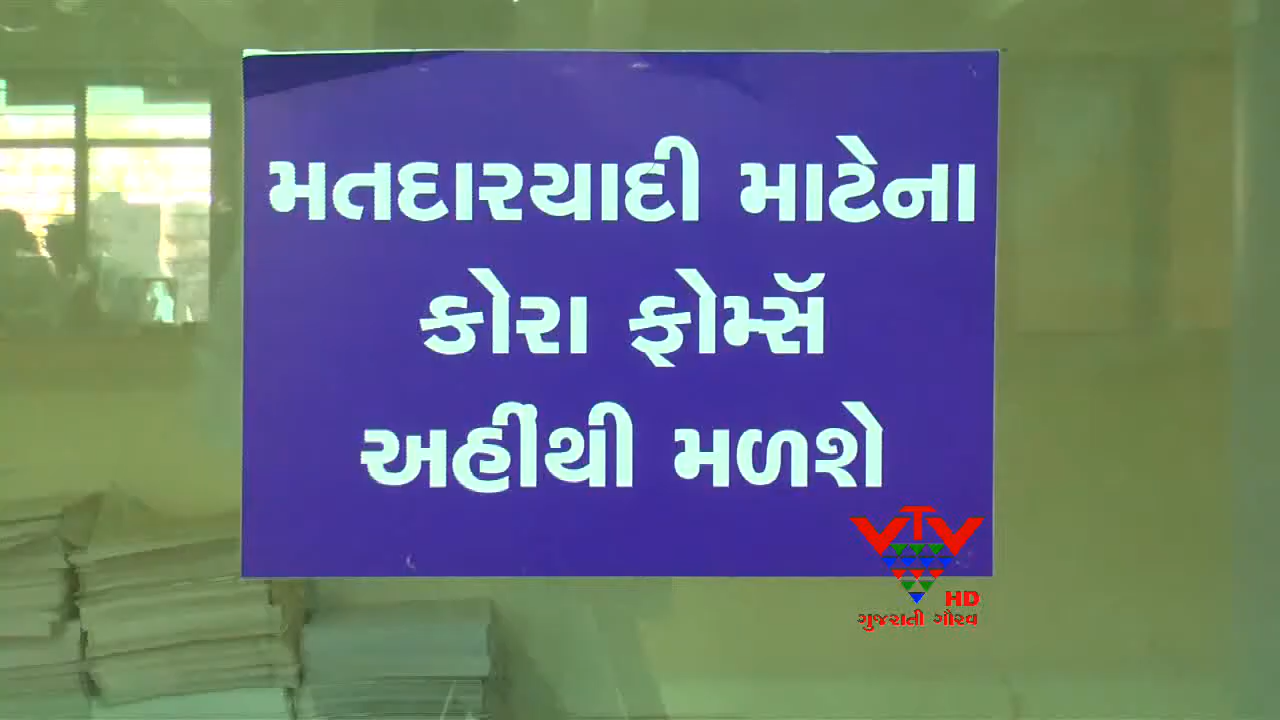 મતદારયાદી માટેના
કોરા ફોર્મ્સ
અહીંથી મળશે
VTV
HD
ગુજરાતી ગૌરવ